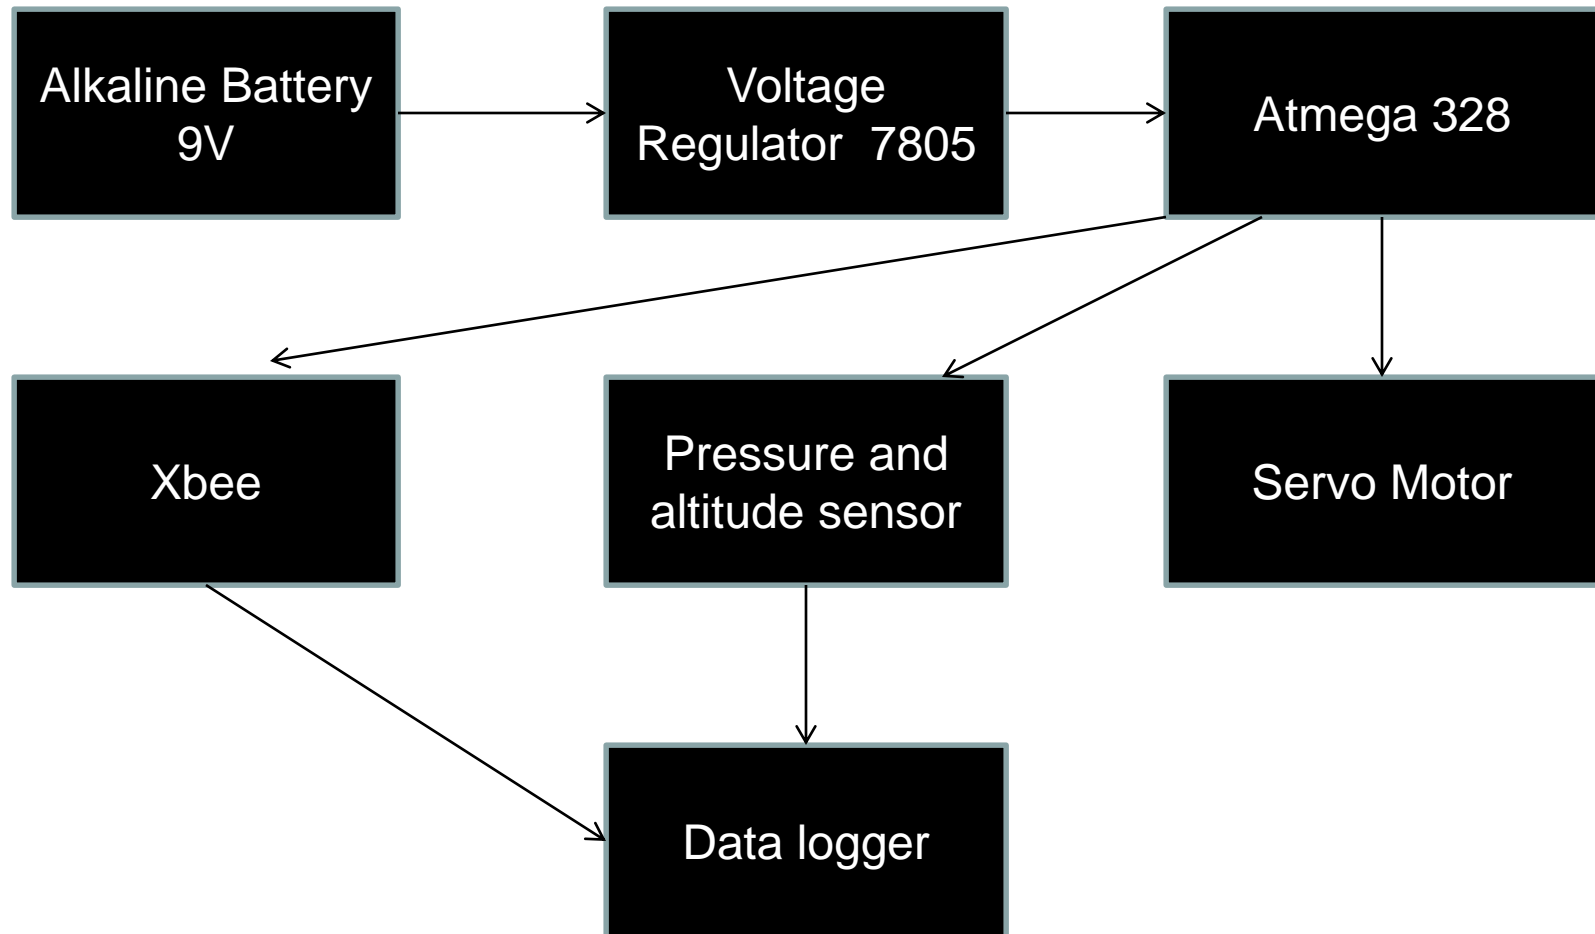 Alkaline Battery
9V
Voltage
Regulator  7805
Atmega 328
Xbee
Pressure and
altitude sensor
Servo Motor
Data logger